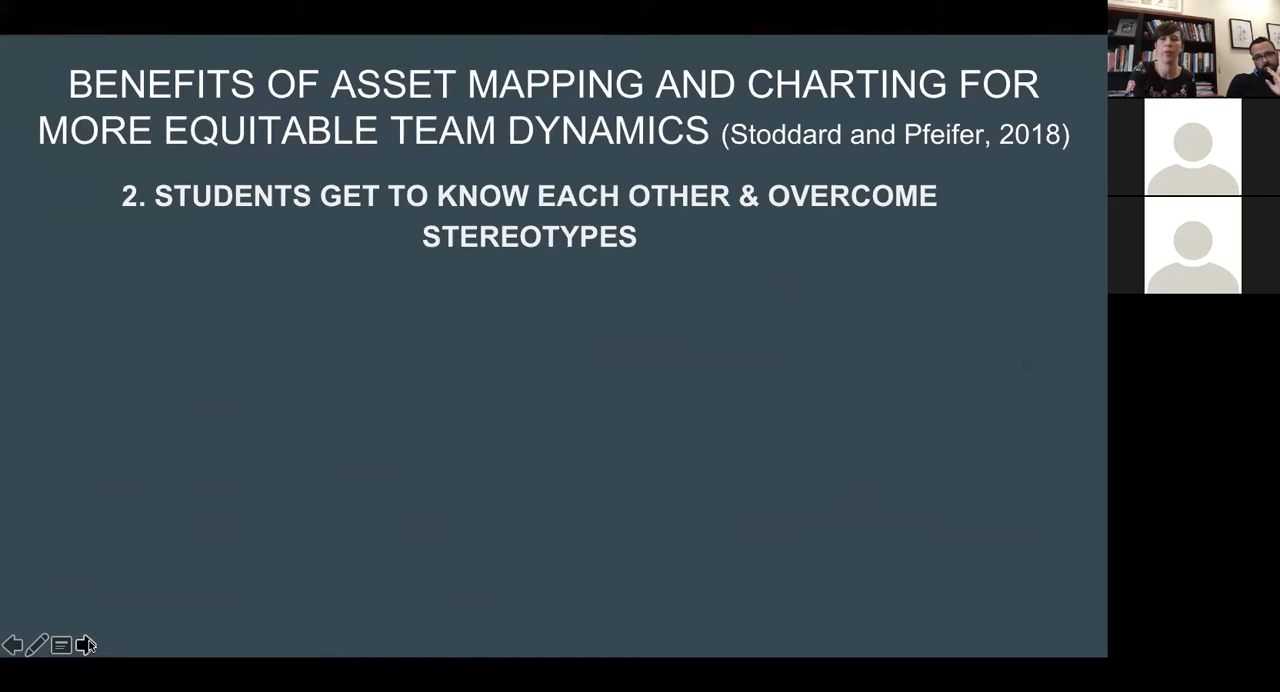 BENEFITS OF ASSET MAPPING AND CHARTING FOR
MORE EQUITABLE TEAM DYNAMICS (Stoddard and Pfeifer, 2018)
2. STUDENTS GET TO KNOW EACH OTHER & OVERCOME
STEREOTYPES